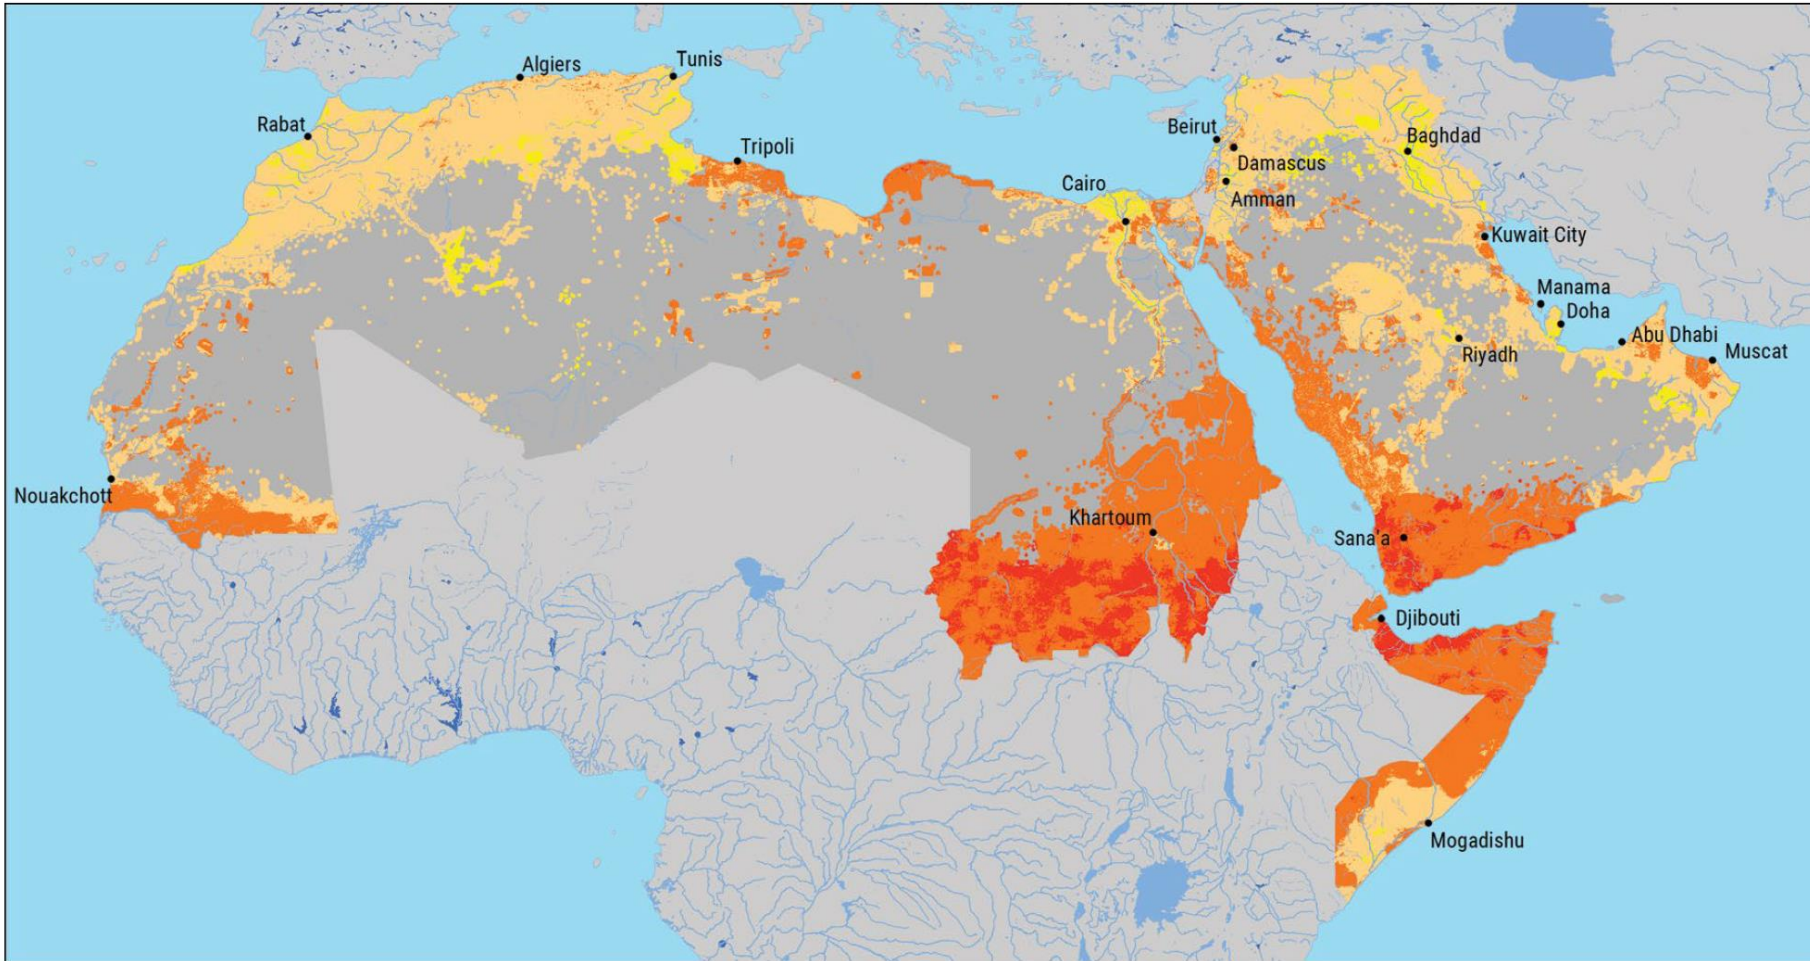 Algiers
Tunis
Rabat
Tripoli
Beirut
Baghdad
Damascus
Cairo
Amman
Kuwait City
Manama
Doha
Abu Dhabi
Riyadh
Muscat
Nouakchott
Khartoum
Sana'a
Djibouti
Mogadishu